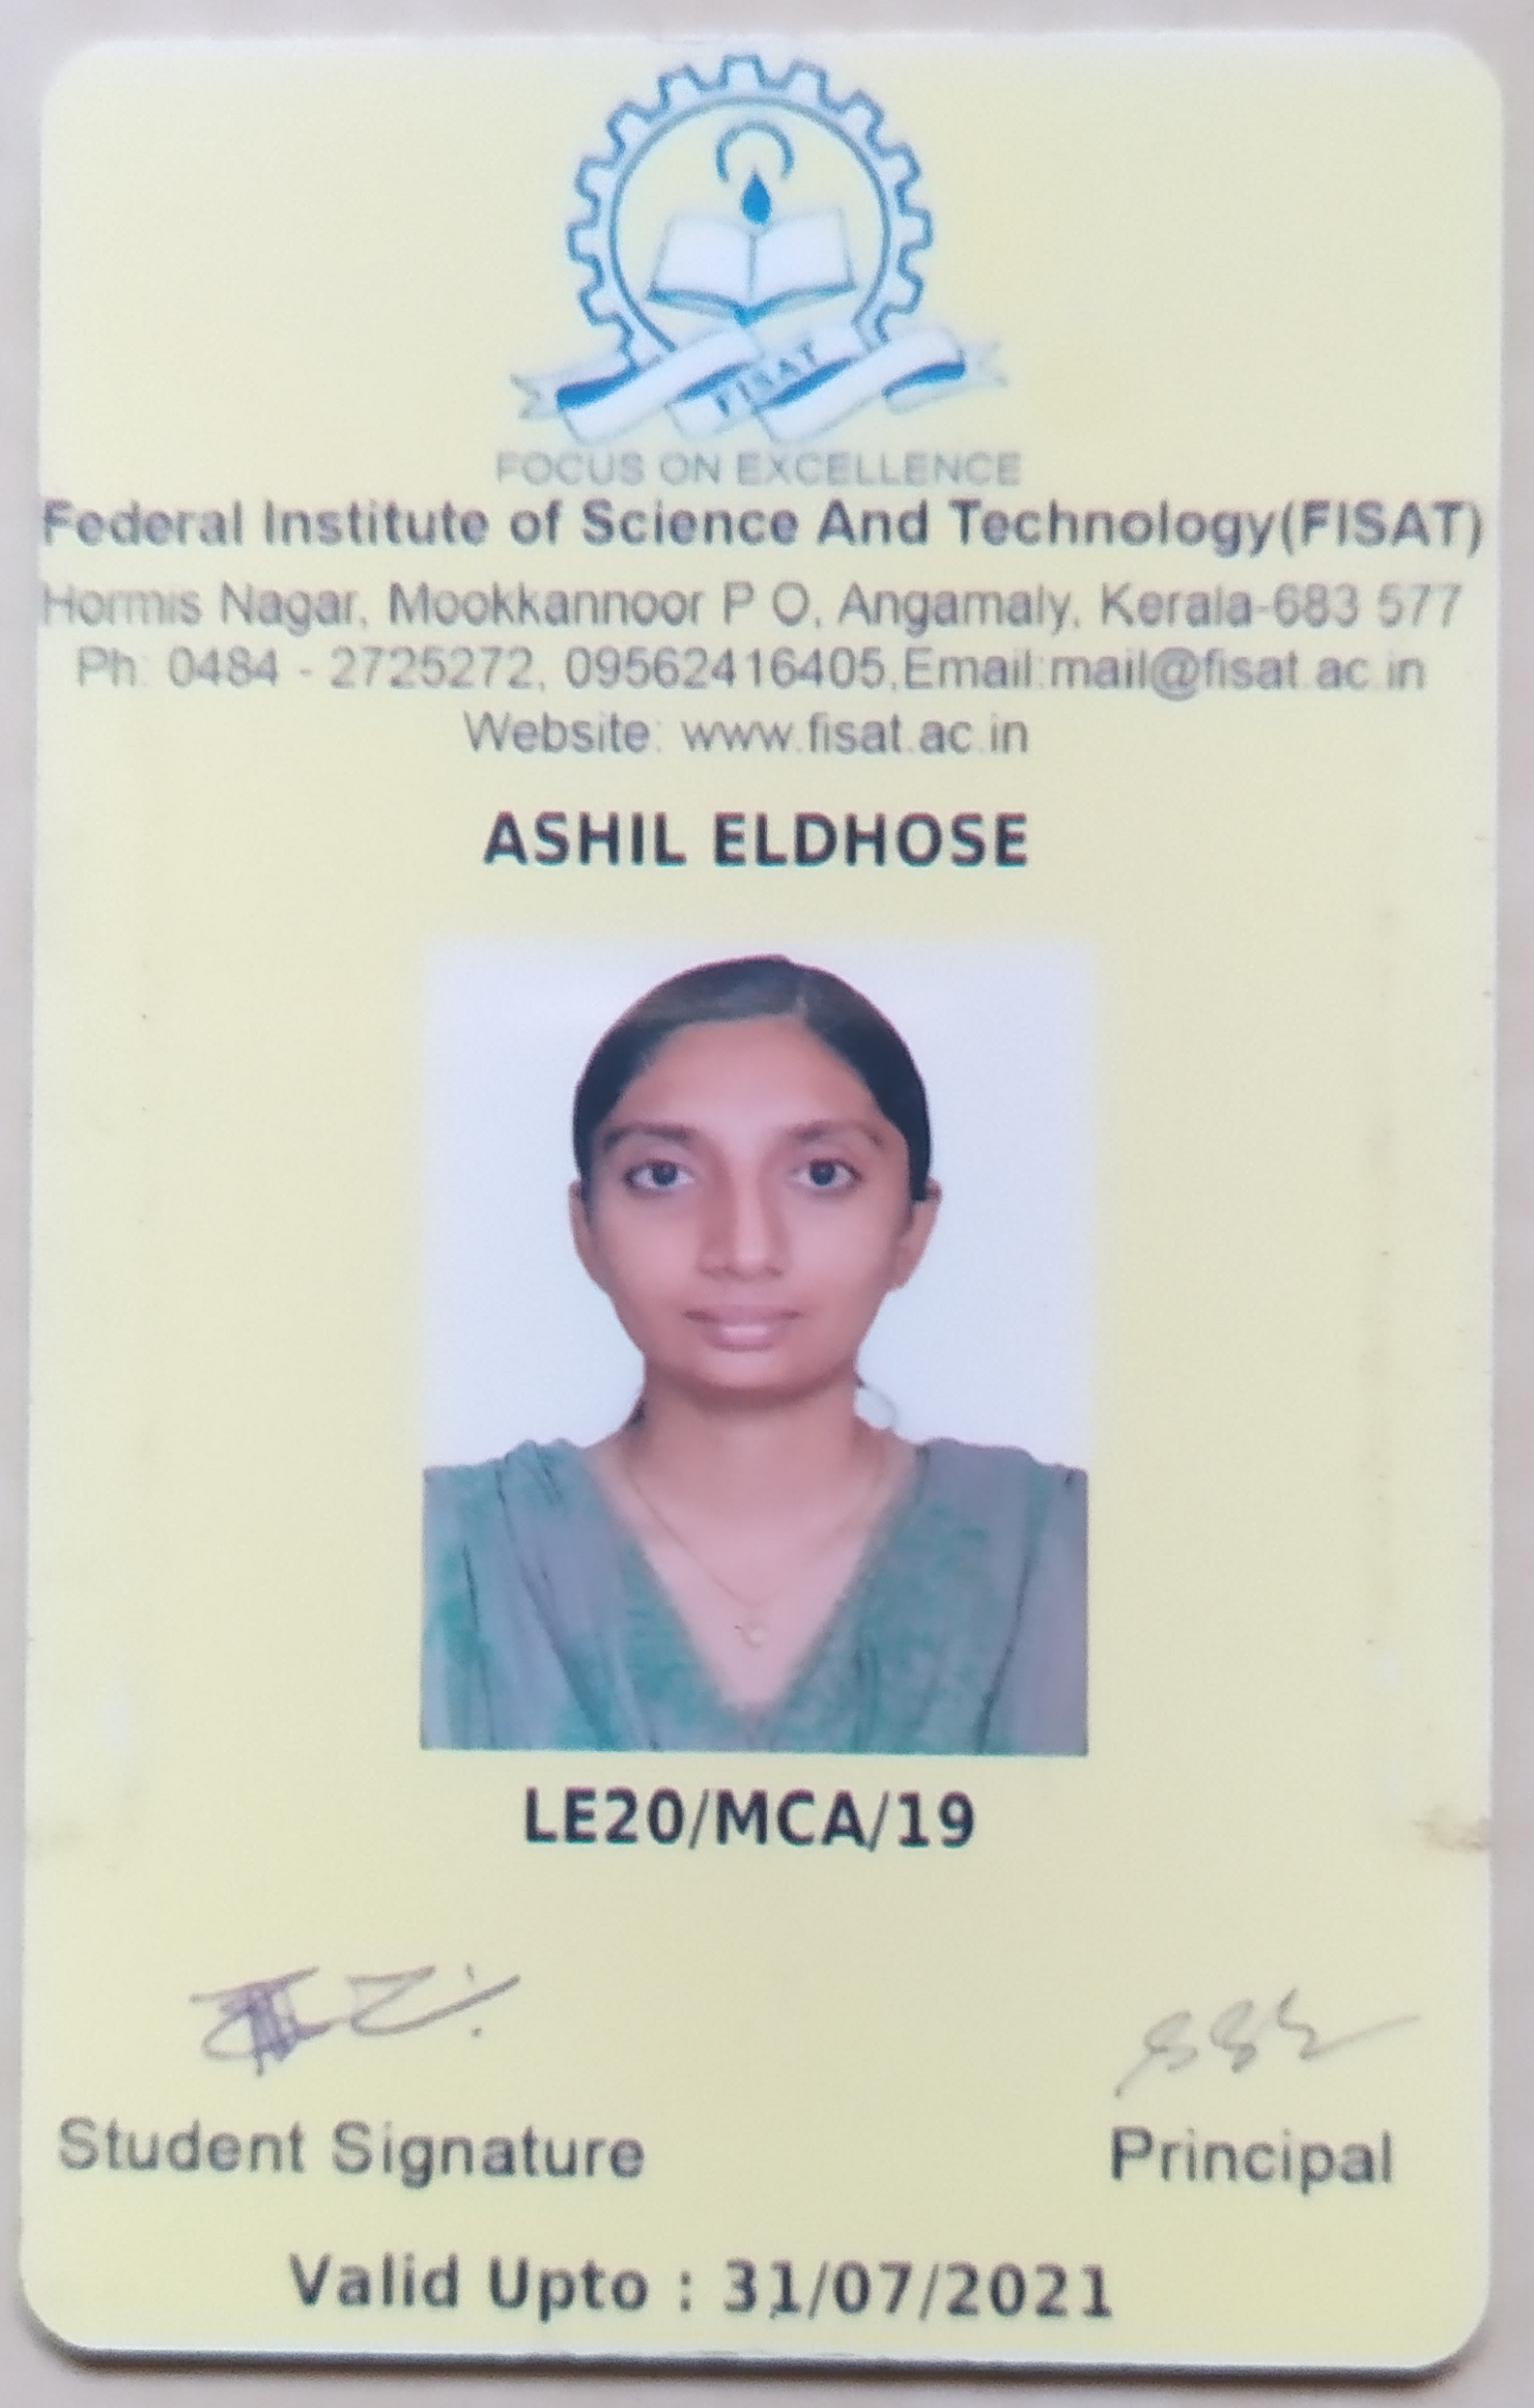 FISAT
FOCUS ON EXCELLENCE
Federal Institute of Science And Technology(FISAT)
Hormis Nagar, Mookkannoor P O, Angamaly, Kerala-683 577
Ph: 0484 - 2725272, 09562416405,Email:mail@fisat.ac.in
Website: www.fisat.ac.in
ASHIL ELDHOSE
LE20/MCA/19
Student Signature
Principal
Valid Upto : 31/07/2021